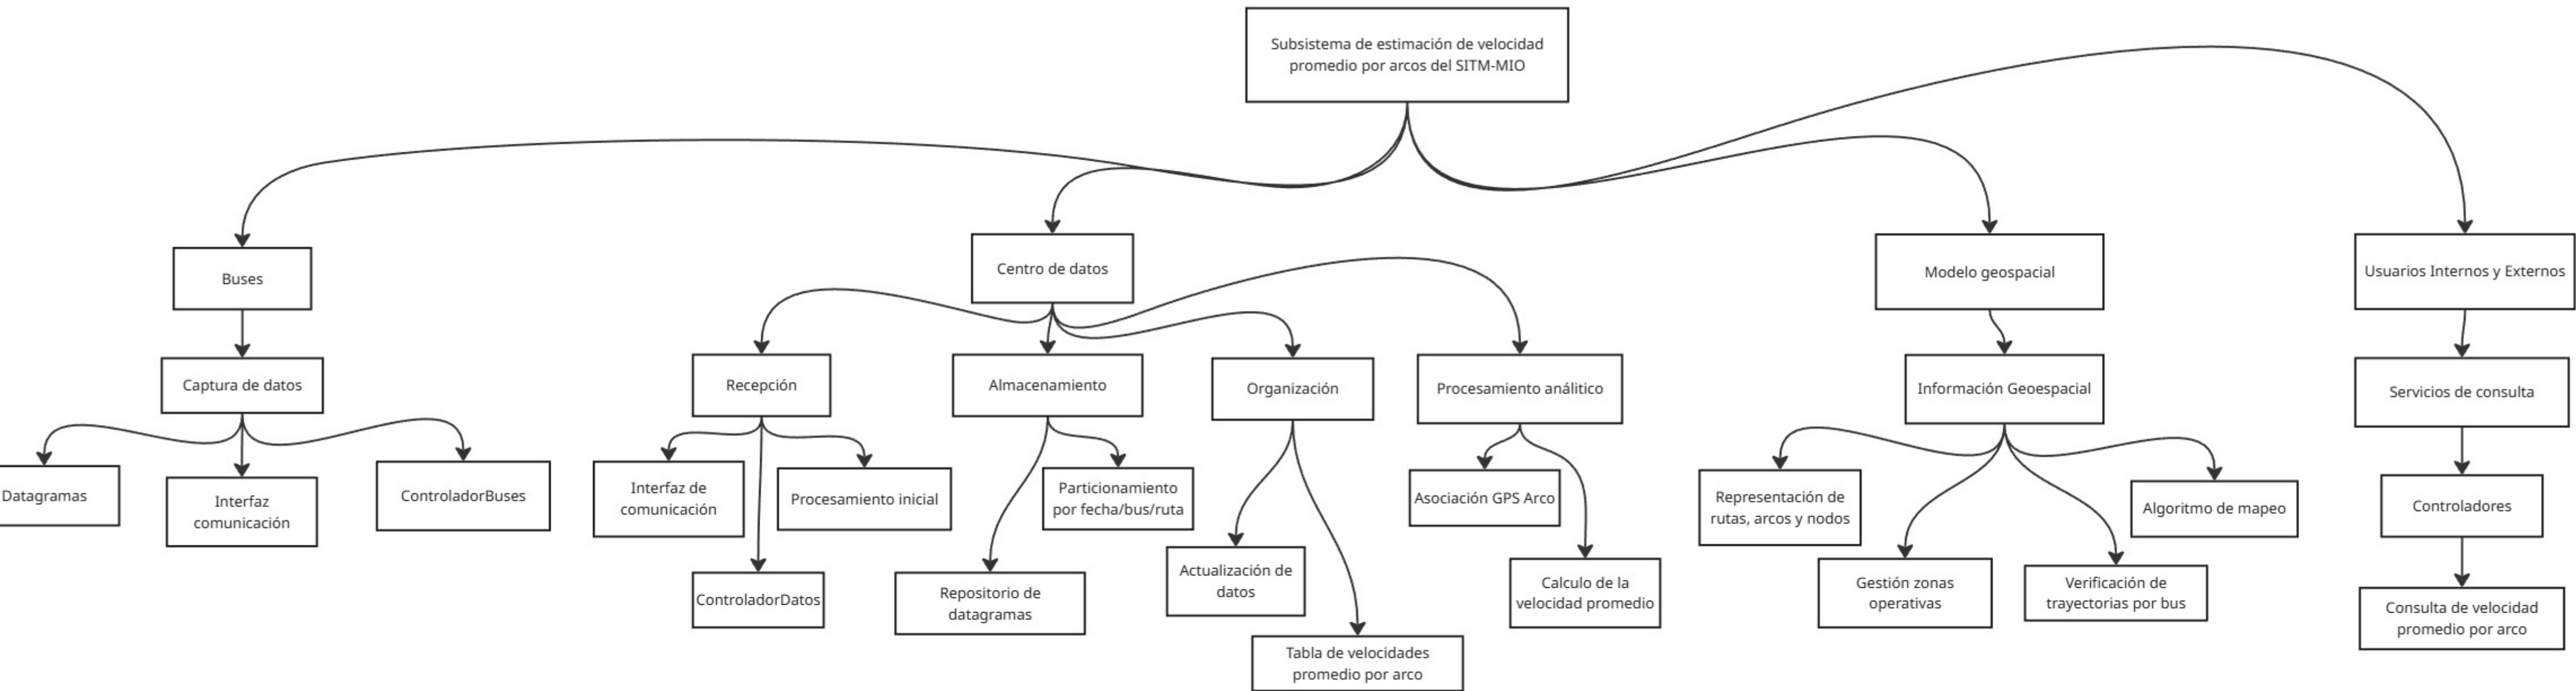 Subsistema de estimación de velocidad
promedio por arcos del SITM-MIO
Buses
Centro de datos
Modelo geospacial
Usuarios Internos y Externos
Captura de datos
Recepción
Almacenamiento
Organización
Procesamiento análitico
Información Geoespacial
Servicios de consulta
Datagramas
Interfaz
comunicación
ControladorBuses
Interfaz de
comunicación
Procesamiento inicial
ControladorDatos
Particionamiento
por fecha/bus/ruta
Repositorio de
datagramas
Actualización de
datos
Tabla de velocidades
promedio por arco
Asociación GPS Arco
Calculo de la
velocidad promedio
Representación de
rutas, arcos y nodos
Gestión zonas
operativas
Verificación de
trayectorias por bus
Algoritmo de mapeo
Controladores
Consulta de velocidad
promedio por arco